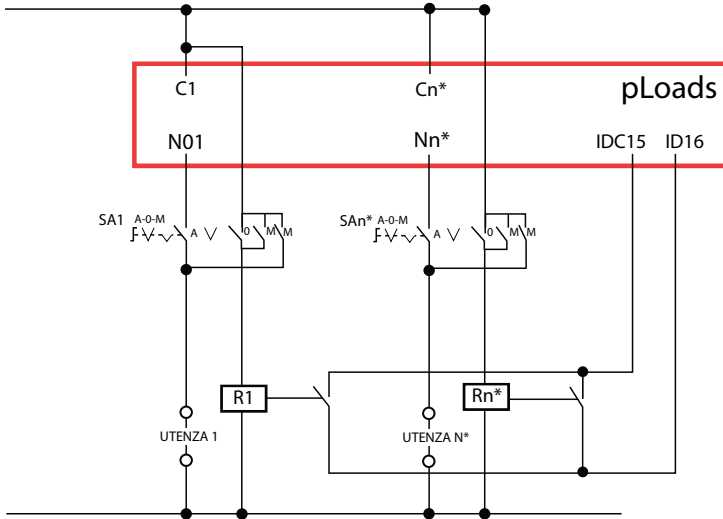 C1
Cn*
pLoads
N01
Nn*
IDC15
ID16
SA1
A-0-M
A
0
M
M
SAn*
A-0-M
A
0
M
M
R1
Rn*
UTENZA 1
UTENZA N*